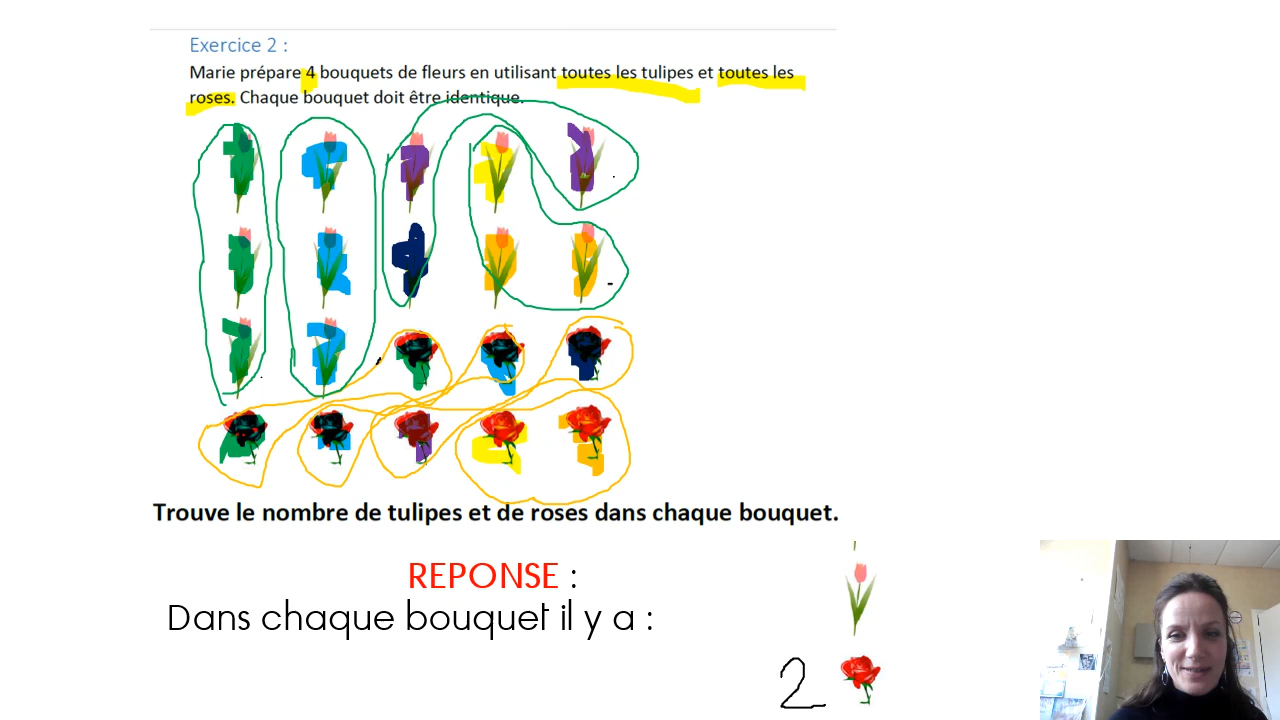 Exercice 2 :
Marie prépare 4 bouquets de fleurs en utilisant toutes les tulipes et toutes les
roses. Chaque bouquet doit être identique.
Trouve le nombre de tulipes et de roses dans chaque bouquet.
REPONSE :
Dans chaque bouquet il y a :
2